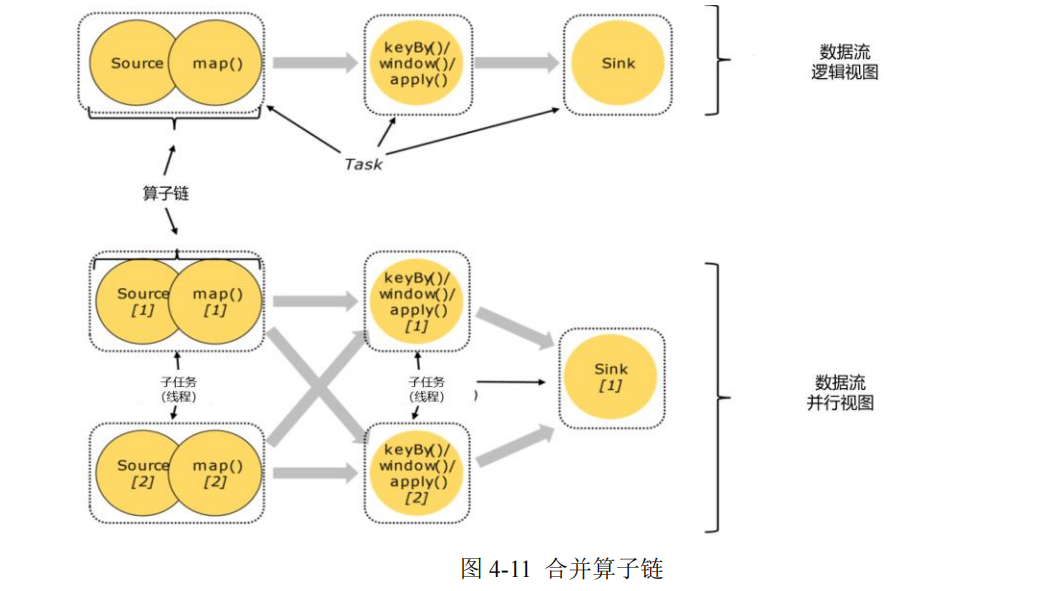 Source
map()
keyBy()/
window()/
apply()
Sink
数据流
逻辑视图
Task
算子链
Source
[1]
map()
[1]
keyBy()/
window()/
apply()
[1]
Sink
[1]
子任务
（线程）
子任务
（线程）
)
数据流
并行视图
Source
[2]
map()
[2]
keyBy()/
window()/
apply()
[2]
图 4-11 合并算子链